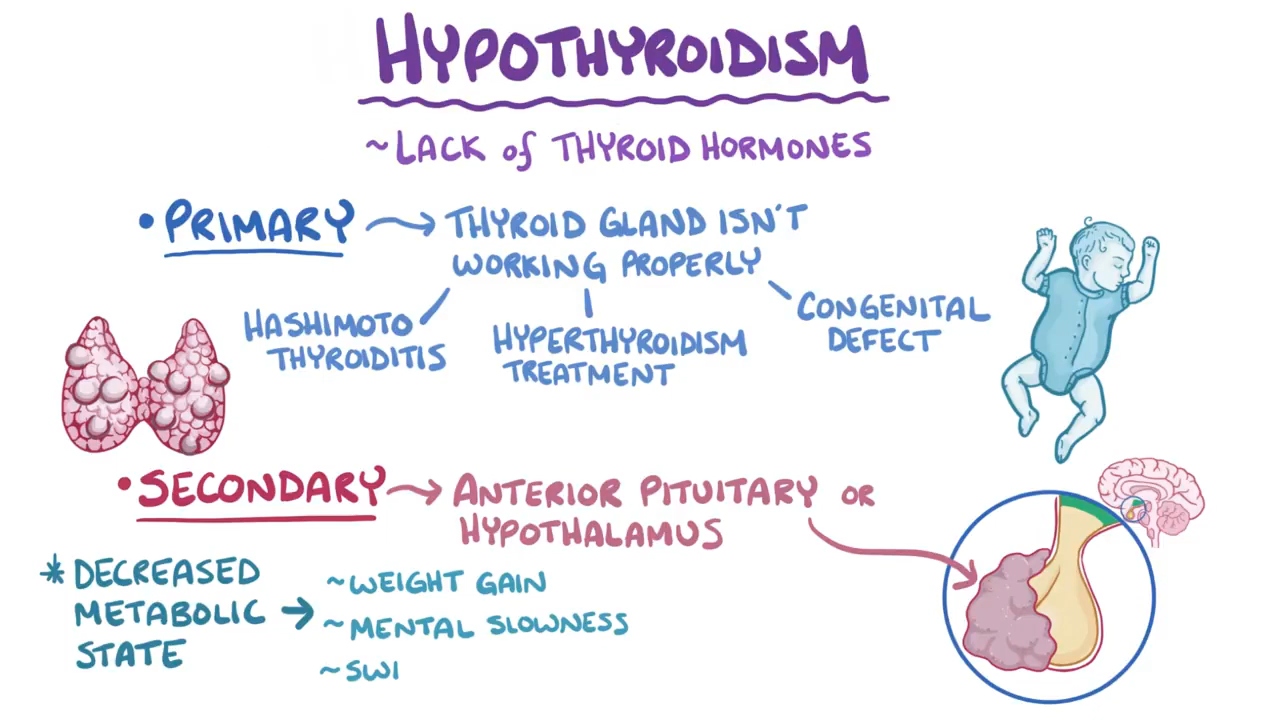 HYPOTHYROIDISM
~LACK of THYROID HORMONES
• PRIMARY → THYROID GLAND ISN'T
WORKING PROPERLY
HASHIMOTO
THYROIDITIS
HYPERTHYROIDISM
TREATMENT
CONGENITAL
DEFECT
• SECONDARY → ANTERIOR PITUITARY OR
HYPOTHALAMUS
* DECREASED
METABOLIC
STATE →
~WEIGHT GAIN
~MENTAL SLOWNESS
~SWI